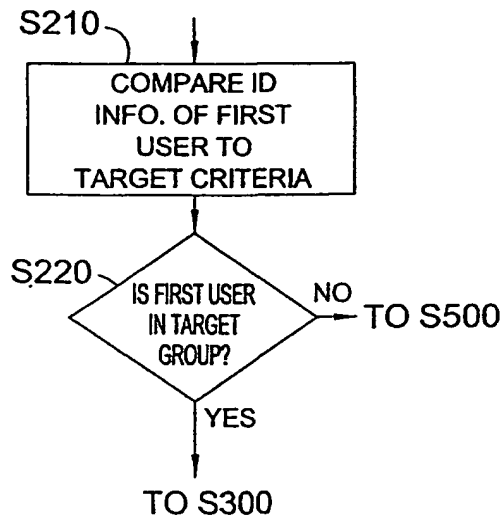 S210
COMPARE ID
INFO. OF FIRST
USER TO
TARGET CRITERIA
S220
IS FIRST USER
IN TARGET
GROUP?
NO
TO S500
YES
TO S300